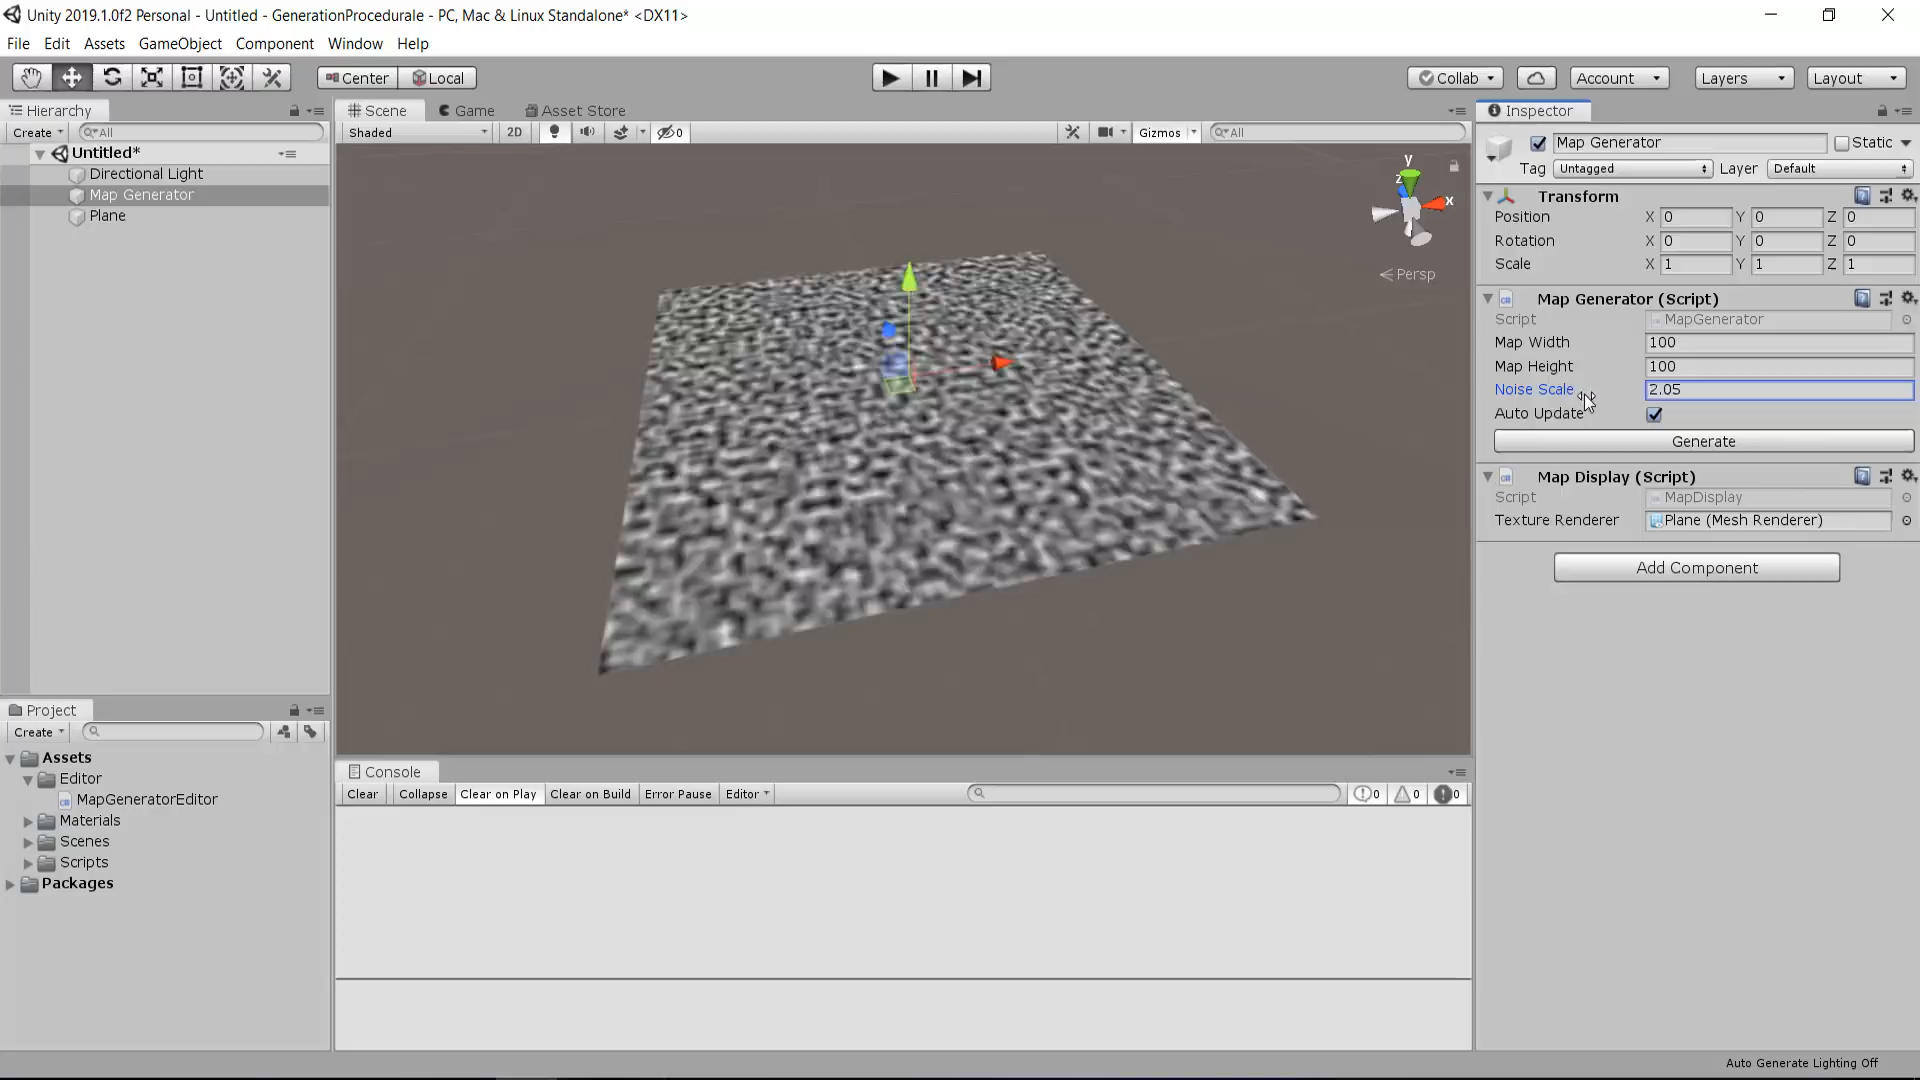 Unity 2019.1.0f2 Personal - Untitled - GenerationProcedurale - PC, Mac & Linux Standalone* <DX11>
File Edit Assets GameObject Component Window Help
Center Local Collab Account Layers Layout
Hierarchy
Create All
Untitled*
Directional Light
Map Generator
Plane
Scene Game Asset Store
Shaded 2D 0 Gizmos All
y
z
x
Persp
Inspector
Map Generator Static
Tag Untagged Layer Default
Transform
Position X 0 Y 0 Z 0
Rotation X 0 Y 0 Z 0
Scale X 1 Y 1 Z 1
Map Generator (Script)
Script MapGenerator
Map Width 100
Map Height 100
Noise Scale 2.05
Auto Update
Generate
Map Display (Script)
Script MapDisplay
Texture Renderer Plane (Mesh Renderer)
Add Component
Project
Create
Assets
Editor
MapGeneratorEditor
Materials
Scenes
Scripts
Packages
Console
Clear Collapse Clear on Play Clear on Build Error Pause Editor 0 0 0
Auto Generate Lighting Off